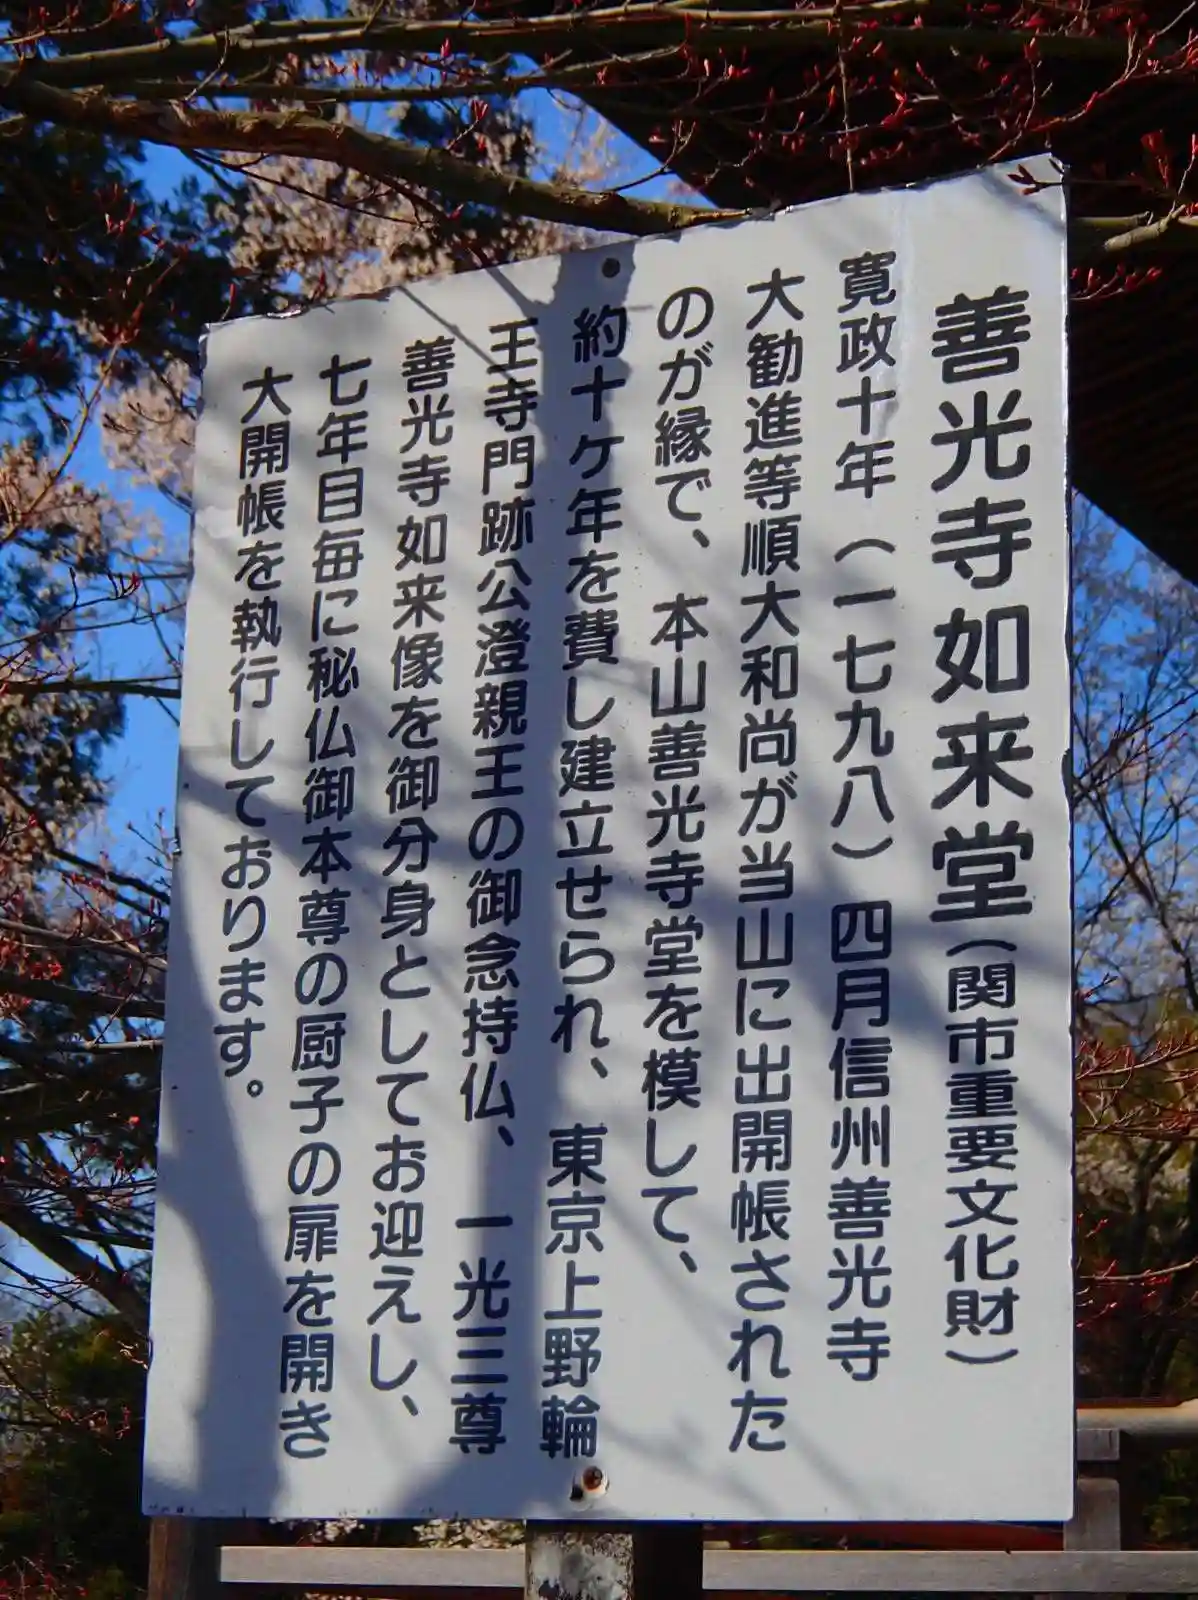 善光寺如来堂（関市重要文化財）
寛政十年（一七九八）四月信州善光寺
大勧進等順大和尚が当山に出開帳された
のが縁で、本山善光寺堂を模して、
約十ケ年を費し建立せられ、東京上野輪
王寺門跡公澄親王の御念持仏、一光三尊
善光寺如来像を御分身としてお迎えし、
七年目毎に秘仏御本尊の厨子の扉を開き
大開帳を執行しております。